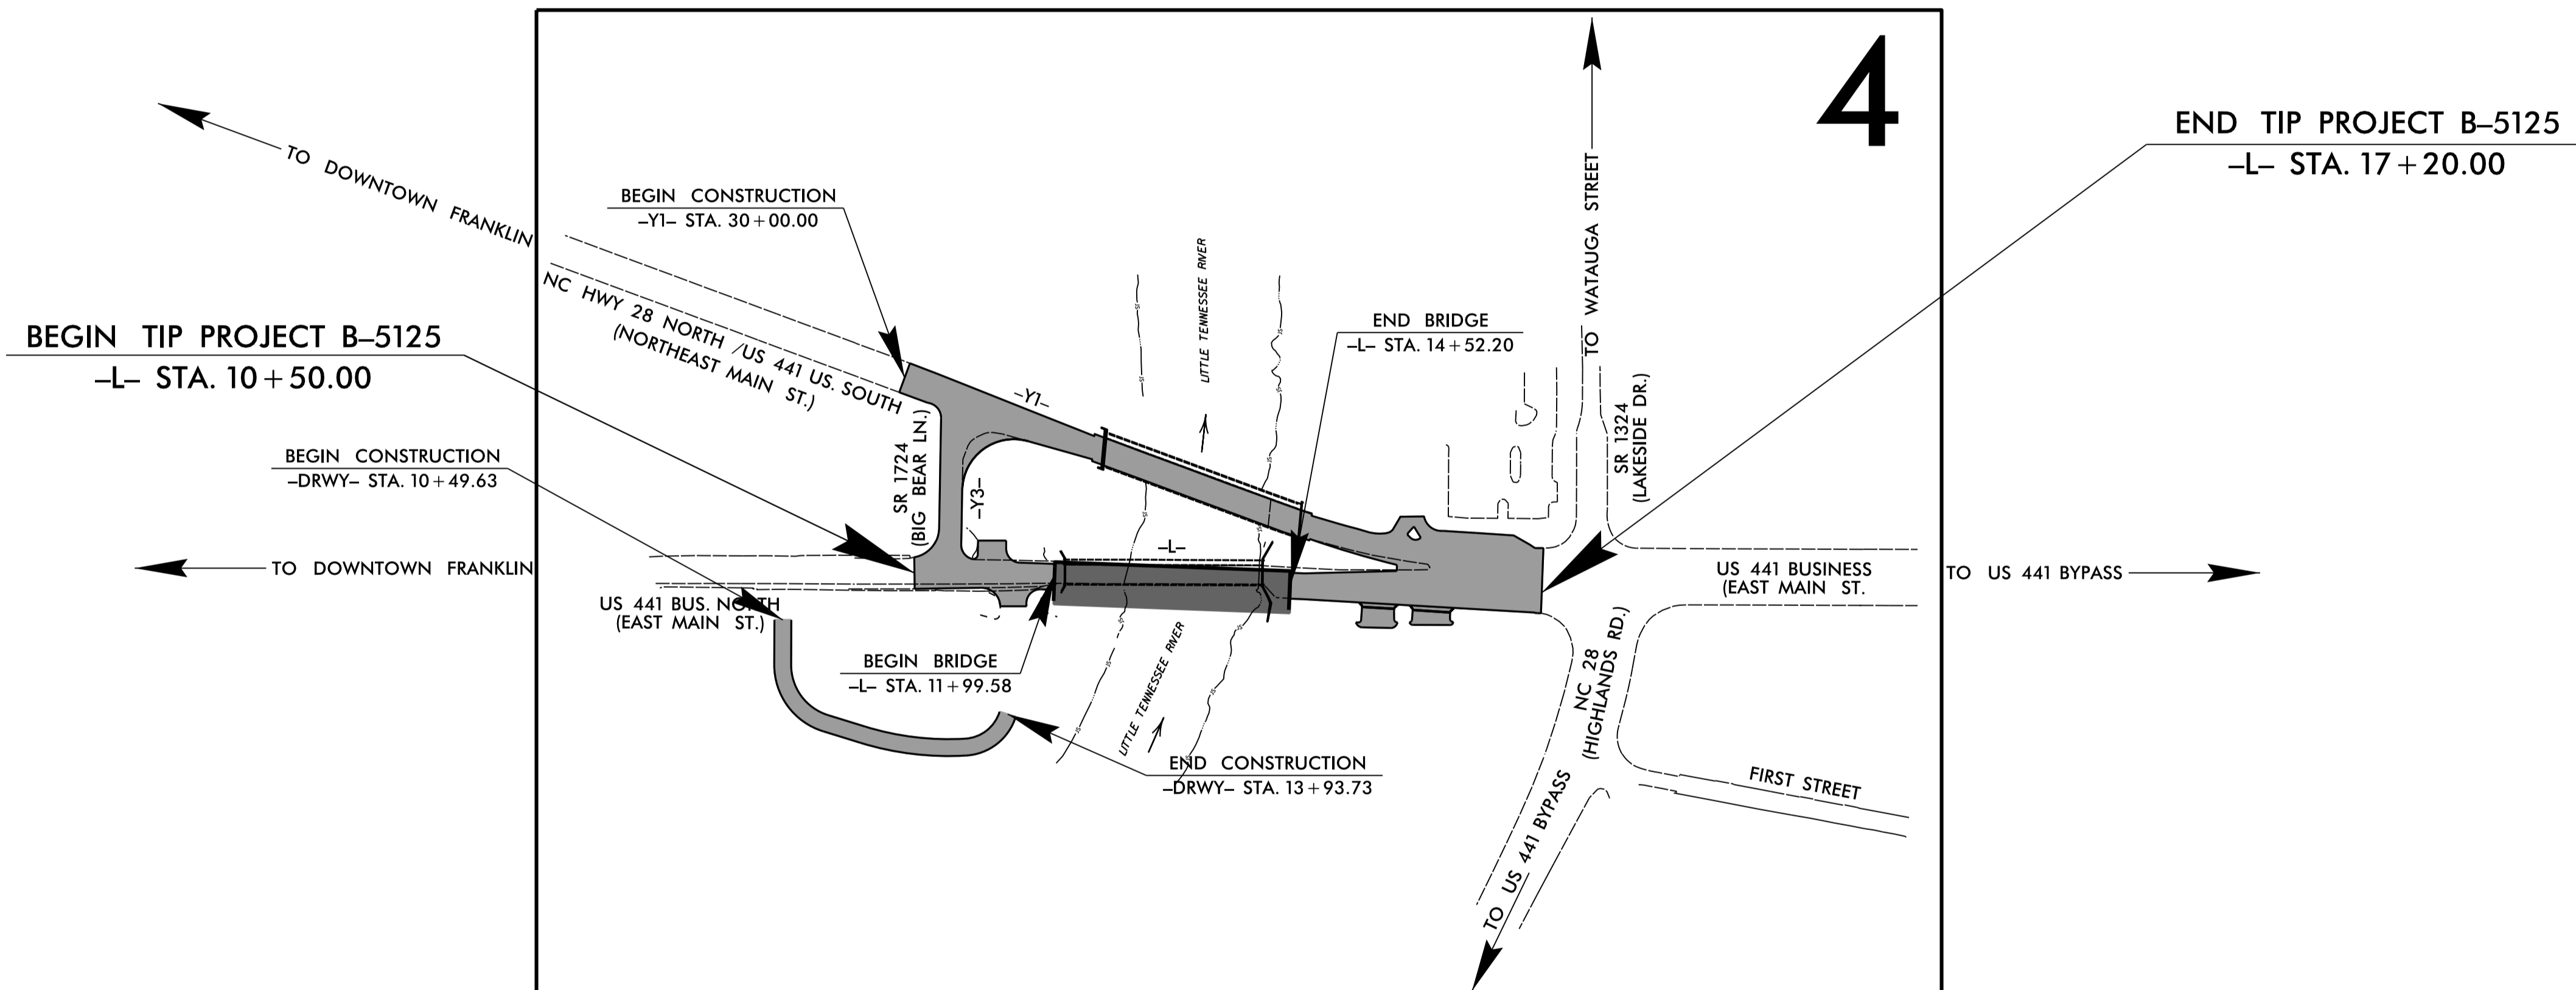 4
END TIP PROJECT B–5125
–L– STA. 17+20.00
TO DOWNTOWN FRANKLIN
BEGIN CONSTRUCTION
–Y1– STA. 30+00.00
TO WATAUGA STREET
LITTLE TENNESSEE RIVER
NC HWY 28 NORTH /US 441 US. SOUTH
(NORTHEAST MAIN ST.)
BEGIN TIP PROJECT B–5125
–L– STA. 10+50.00
END BRIDGE
–L– STA. 14+52.20
–Y1–
SR 1724
(BIG BEAR LN.)
–Y3–
SR 1324
(LAKESIDE DR.)
BEGIN CONSTRUCTION
–DRWY– STA. 10+49.63
–L–
TO DOWNTOWN FRANKLIN
US 441 BUSINESS
(EAST MAIN ST.
TO US 441 BYPASS
US 441 BUS. NORTH
(EAST MAIN ST.)
BEGIN BRIDGE
–L– STA. 11+99.58
LITTLE TENNESSEE RIVER
NC 28
(HIGHLANDS RD.)
END CONSTRUCTION
–DRWY– STA. 13+93.73
FIRST STREET
TO US 441 BYPASS